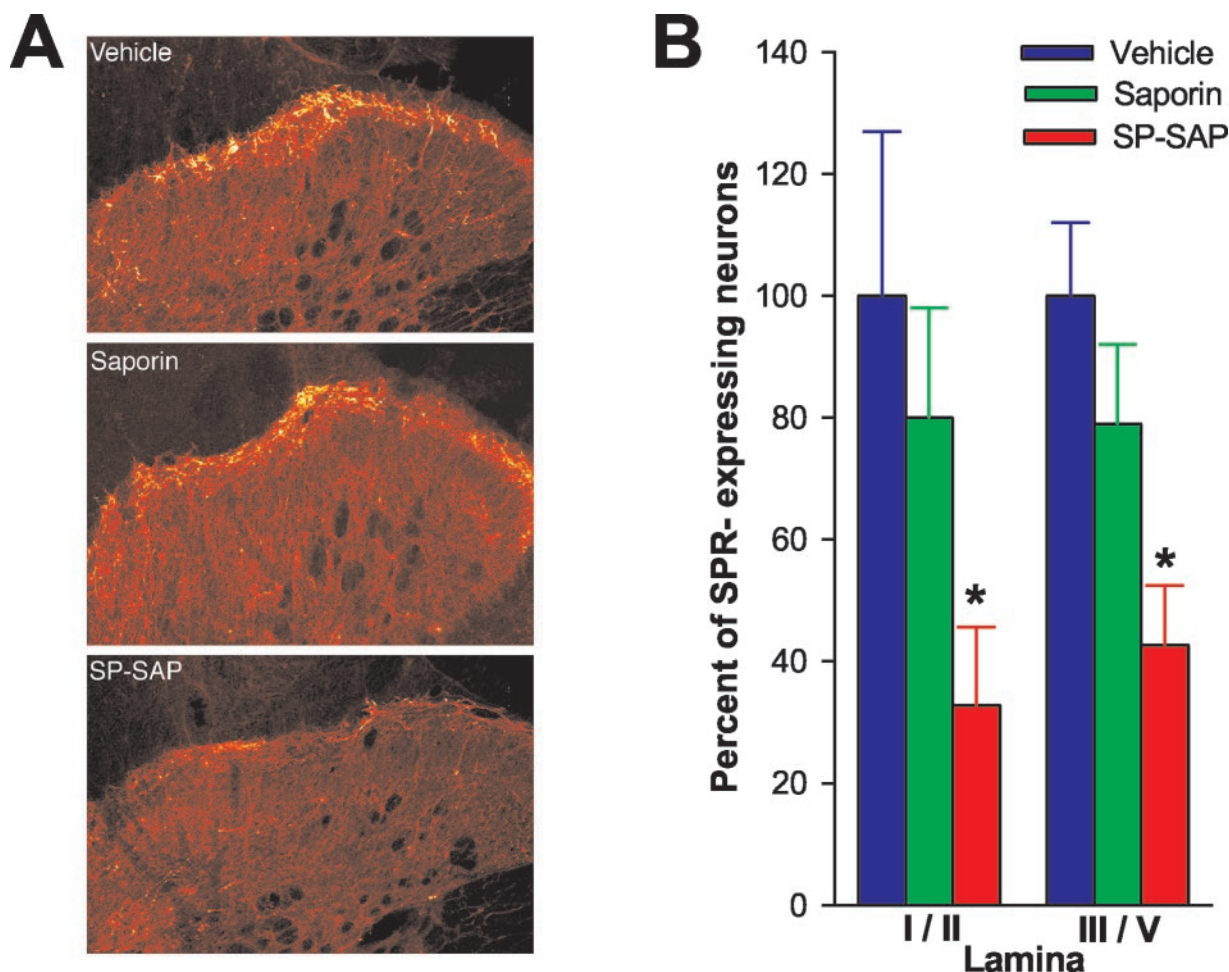 A
Vehicle
Saporin
SP-SAP
B
Percent of SPR- expressing neurons
140
120
100
80
60
40
20
0
Vehicle
Saporin
SP-SAP
*
*
I / II
III / V
Lamina